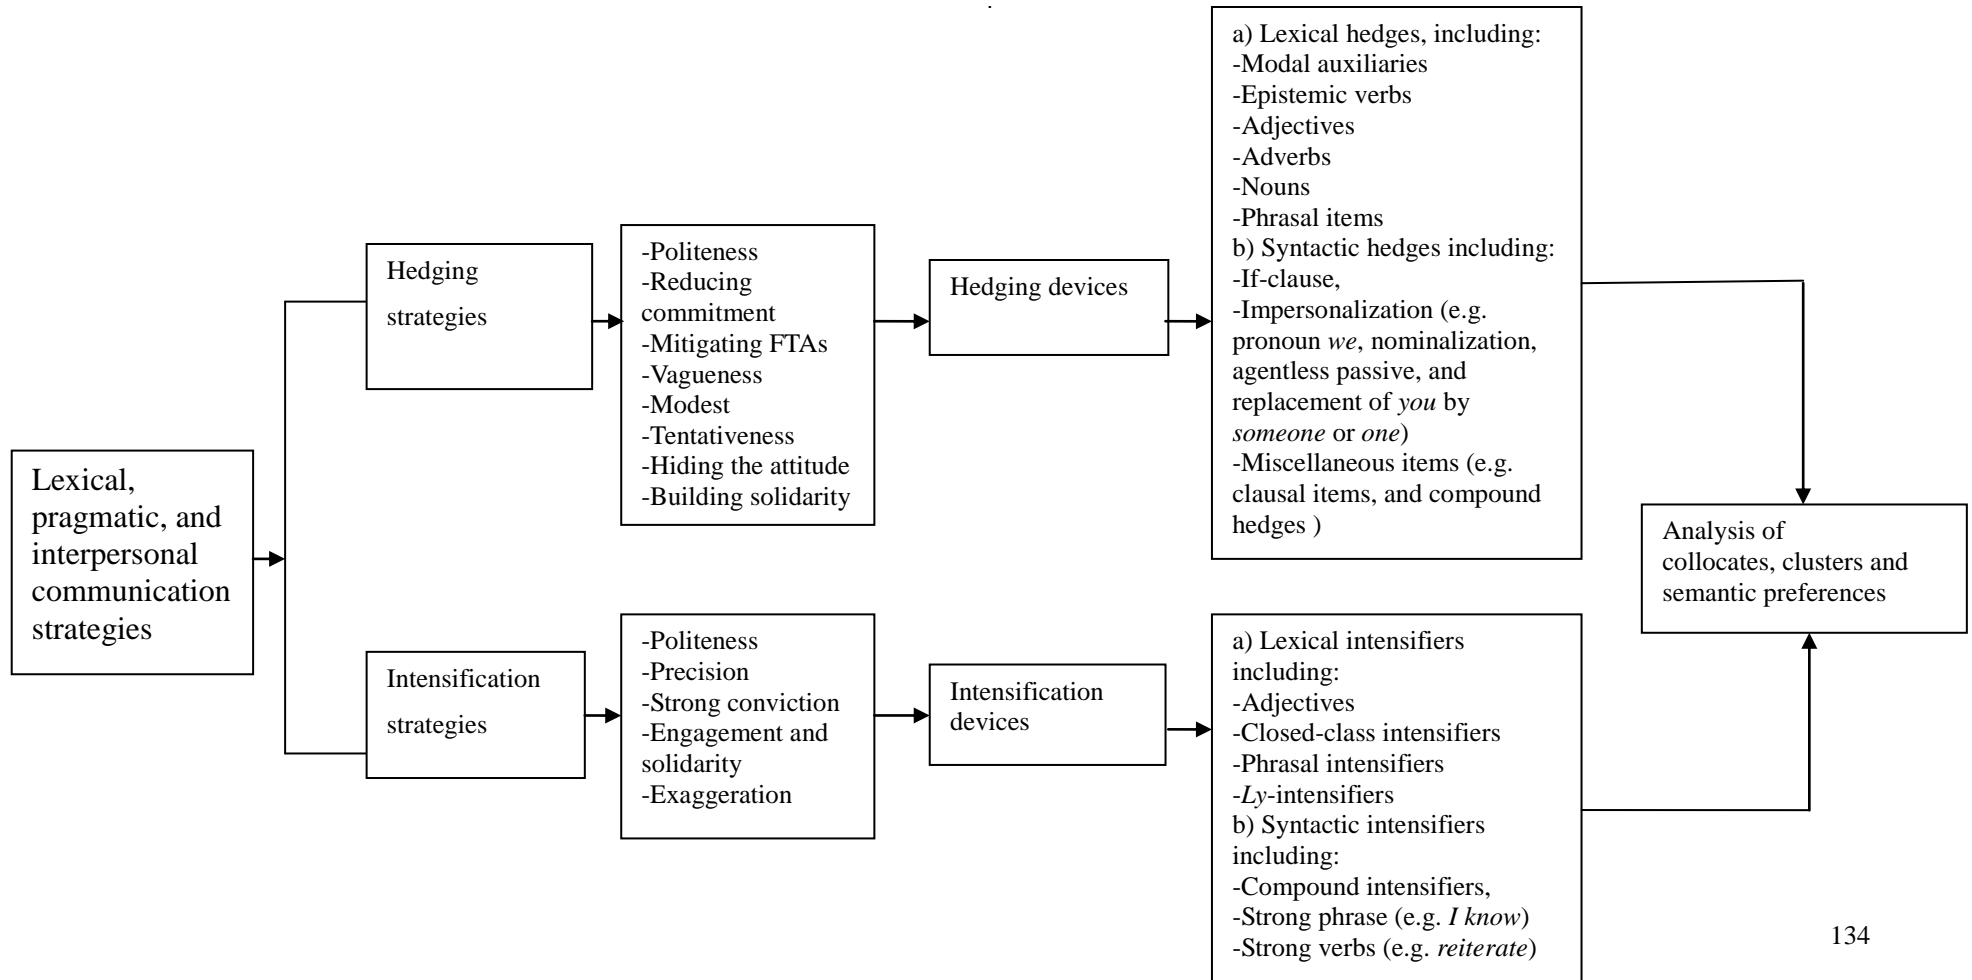 Lexical,
pragmatic, and
interpersonal
communication
strategies
Hedging
strategies
-Politeness
-Reducing
commitment
-Mitigating FTAs
-Vagueness
-Modest
-Tentativeness
-Hiding the attitude
-Building solidarity
Hedging devices
a) Lexical hedges, including:
-Modal auxiliaries
-Epistemic verbs
-Adjectives
-Adverbs
-Nouns
-Phrasal items
b) Syntactic hedges including:
-If-clause,
-Impersonalization (e.g.
pronoun we, nominalization,
agentless passive, and
replacement of you by
someone or one)
-Miscellaneous items (e.g.
clausal items, and compound
hedges )
Intensification
strategies
-Politeness
-Precision
-Strong conviction
-Engagement and
solidarity
-Exaggeration
Intensification
devices
a) Lexical intensifiers
including:
-Adjectives
-Closed-class intensifiers
-Phrasal intensifiers
-Ly-intensifiers
b) Syntactic intensifiers
including:
-Compound intensifiers,
-Strong phrase (e.g. I know)
-Strong verbs (e.g. reiterate)
Analysis of
collocates, clusters and
semantic preferences
134